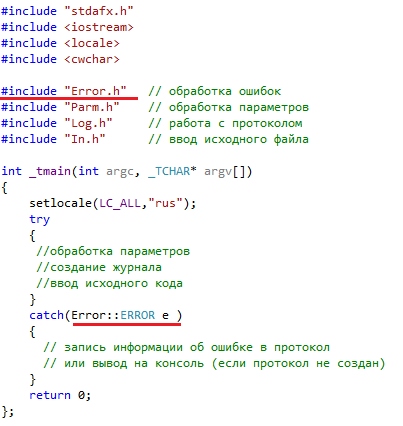 #include "stdafx.h"
#include <iostream>
#include <locale>
#include <cwchar>
#include "Error.h" // обработка ошибок
#include "Parm.h" // обработка параметров
#include "Log.h" // работа с протоколом
#include "In.h" // ввод исходного файла
int _tmain(int argc, _TCHAR* argv[])
{
setlocale(LC_ALL,"rus");
try
{
//обработка параметров
//создание журнала
//ввод исходного кода
}
catch(Error::ERROR e )
{
// запись информации об ошибке в протокол
// или вывод на консоль (если протокол не создан)
}
return 0;
};